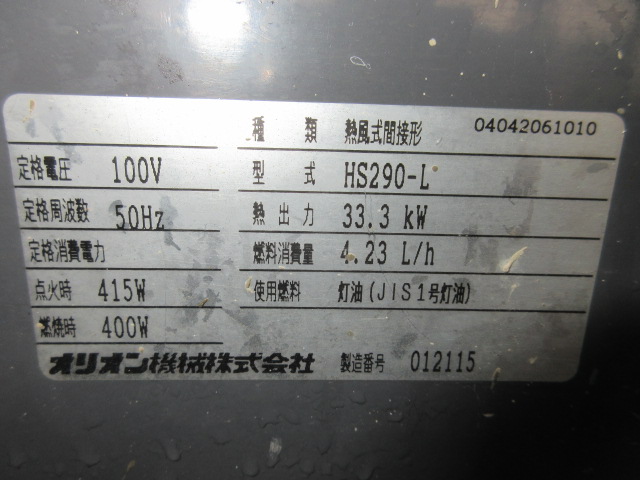 種 類 熱風式間接形 04042061010
定格電圧 100V 型 式 HS290-L
定格周波数 50Hz 熱出力 33.3 kW
定格消費電力 燃料消費量 4.23 L/h
点火時 415W 使用燃料 灯油(JIS1号灯油)
燃焼時 400W
オリオン機械株式会社 製造番号 012115